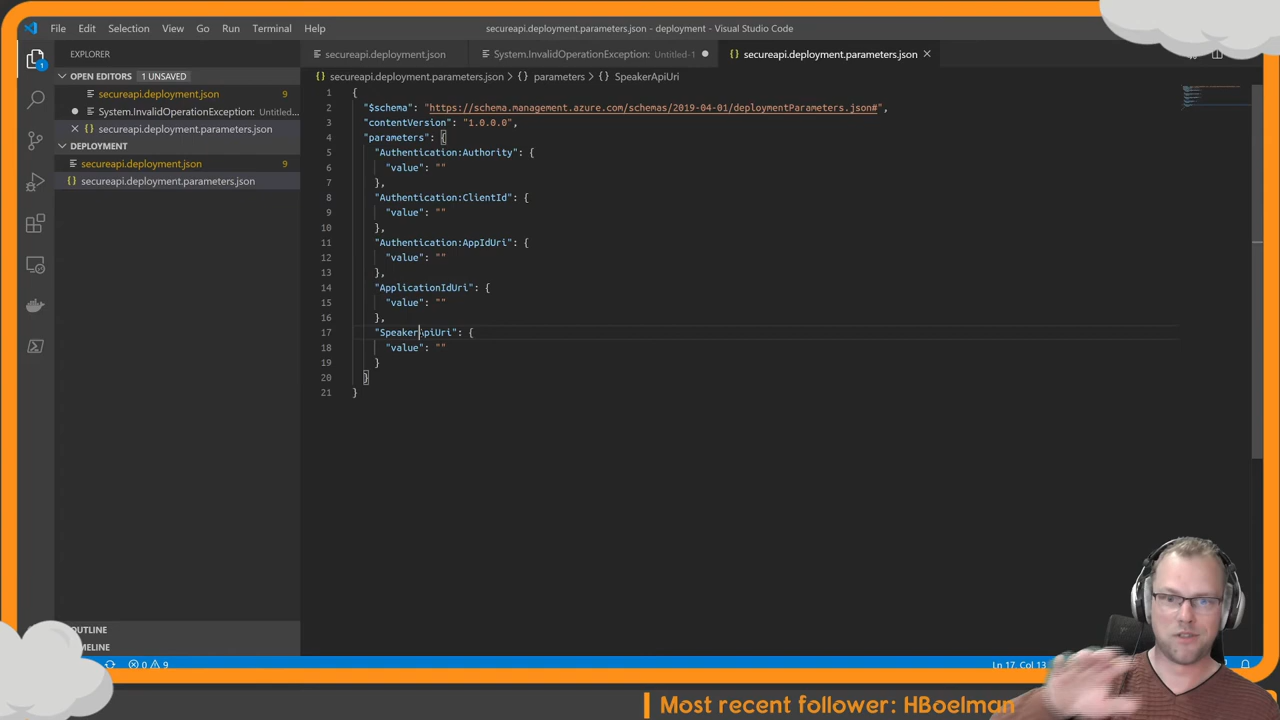 File Edit Selection View Go Run Terminal Help
secureapi.deployment.parameters.json - deployment - Visual Studio Code
EXPLORER
OPEN EDITORS 1 UNSAVED
secureapi.deployment.json 9
System.InvalidOperationException: Untitled...
secureapi.deployment.parameters.json
DEPLOYMENT
secureapi.deployment.json 9
secureapi.deployment.parameters.json
OUTLINE
1
secureapi.deployment.json
System.InvalidOperationException: Untitled-1
secureapi.deployment.parameters.json
secureapi.deployment.parameters.json > {} parameters > {} SpeakerApiUri
1 {
2 "$schema": "https://schema.management.azure.com/schemas/2019-04-01/deploymentParameters.json#",
3 "contentVersion": "1.0.0.0",
4 "parameters": {
5 "Authentication:Authority": {
6 "value": ""
7 },
8 "Authentication:ClientId": {
9 "value": ""
10 },
11 "Authentication:AppIdUri": {
12 "value": ""
13 },
14 "ApplicationIdUri": {
15 "value": ""
16 },
17 "SpeakerApiUri": {
18 "value": ""
19 }
20 }
21 }
0 9
Ln 17, Col 13
Most recent follower: HBoelman